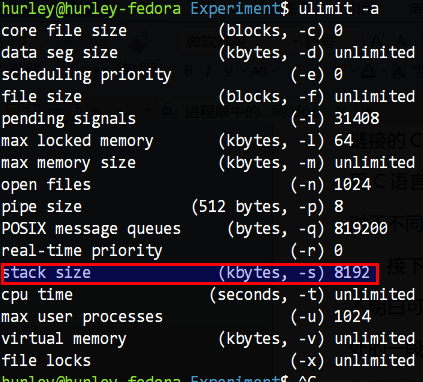 hurley@hurley-fedora Experiment$ ulimit -a
core file size (blocks, -c) 0
data seg size (kbytes, -d) unlimited
scheduling priority (-e) 0
file size (blocks, -f) unlimited
pending signals (-i) 31408
max locked memory (kbytes, -l) 64
max memory size (kbytes, -m) unlimited
open files (-n) 1024
pipe size (512 bytes, -p) 8
POSIX message queues (bytes, -q) 819200
real-time priority (-r) 0
stack size (kbytes, -s) 8192
cpu time (seconds, -t) unlimited
max user processes (-u) 1024
virtual memory (kbytes, -v) unlimited
file locks (-x) unlimited
hurley@hurley-fedora Experiment$ ^C